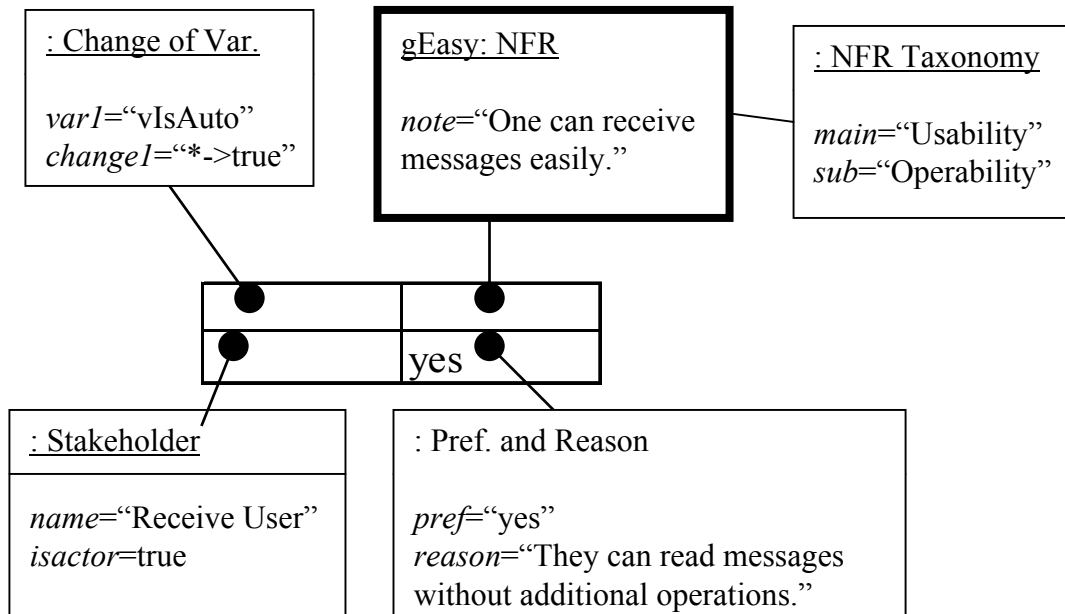 : Change of Var.
var1=“vIsAuto”
change1=“*->true”
gEasy: NFR
note=“One can receive
messages easily.”
: NFR Taxonomy
main=“Usability”
sub=“Operability”
yes
: Stakeholder
name=“Receive User”
isactor=true
: Pref. and Reason
pref=“yes”
reason=“They can read messages
without additional operations.”